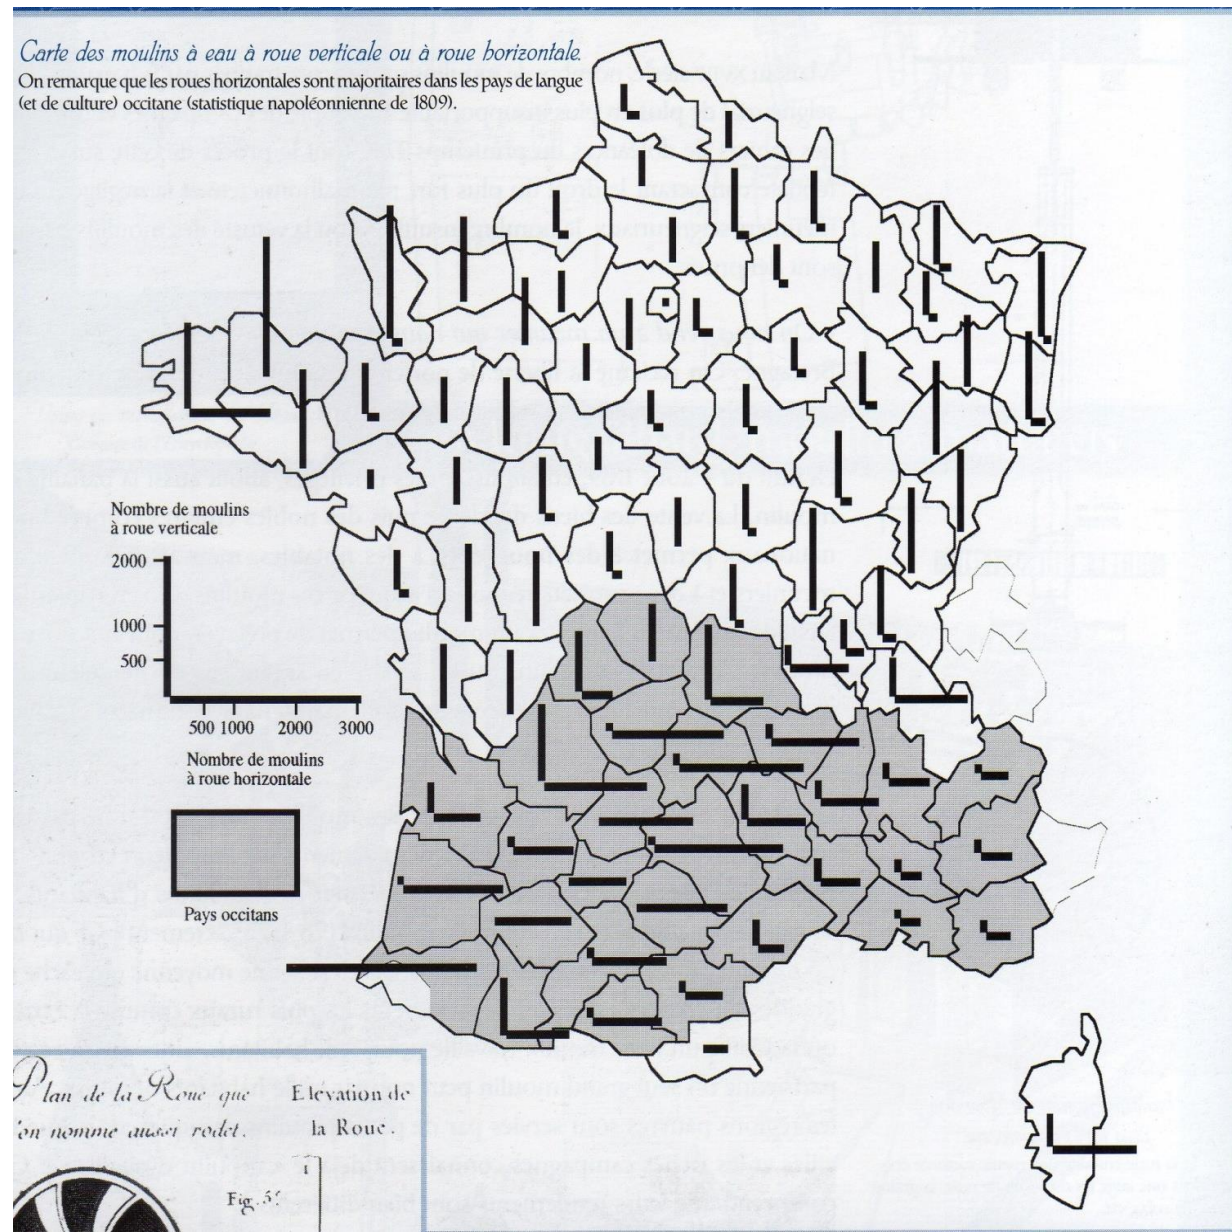 Carte des moulins à eau à roue verticale ou à roue horizontale.
On remarque que les roues horizontales sont majoritaires dans les pays de langue
(et de culture) occitane (statistique napoléonnienne de 1809).
Nombre de moulins
à roue verticale.
2000
1000
500
500 1000 2000 3000
Nombre de moulins
à roue horizontale
Pays occitans
Plan de la Roue que
on nomme aussi rodet.
Elevation de
la Roue.
Fig.